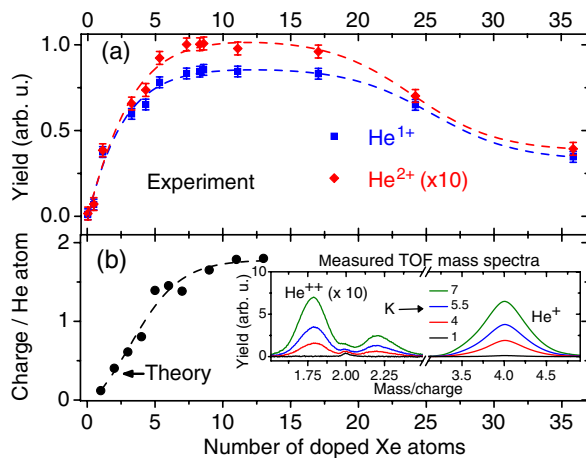 0 5 10 15 20 25 30 35
(a)
1.0
0.5
0.0
Yield (arb. u.)
He1+
He2+ (x10)
Experiment
(b)
2
1
0
Charge / He atom
Theory
Measured TOF mass spectra
10
5
0
Yield (arb. u.)
He++ (x 10)
K
7
5.5
4
1
He+
1.75 2.00 2.25 3.5 4.0 4.5
Mass/charge
0 5 10 15 20 25 30 35
Number of doped Xe atoms